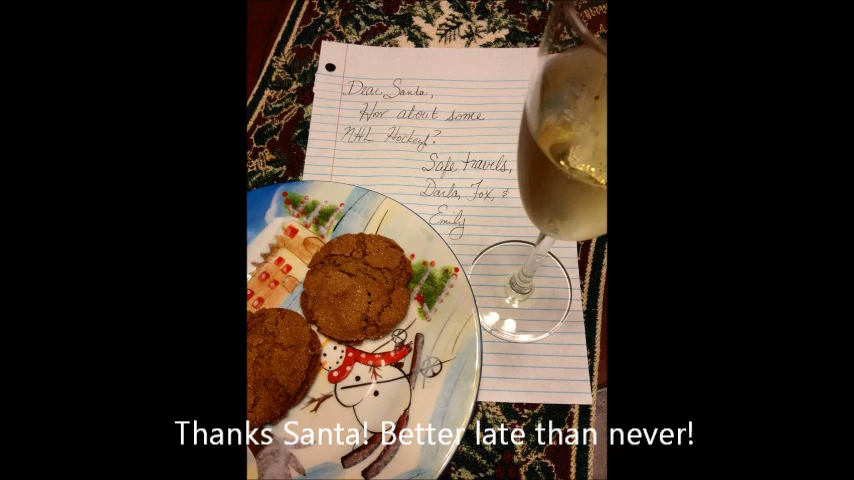 Dear Santa,
How about some
NHL Hockey?
Safe travels,
Darla, Fox, &
Emily
Thanks Santa! Better late than never!